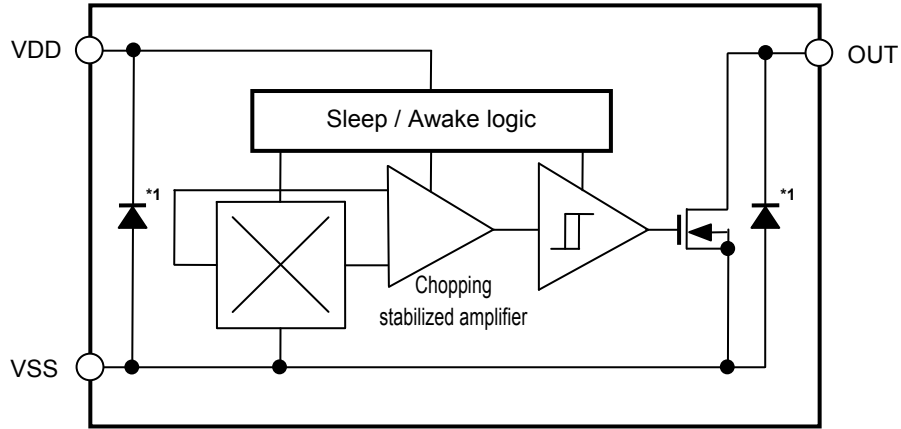 VDD
OUT
Sleep / Awake logic
*1
*1
Chopping
stabilized amplifier
VSS